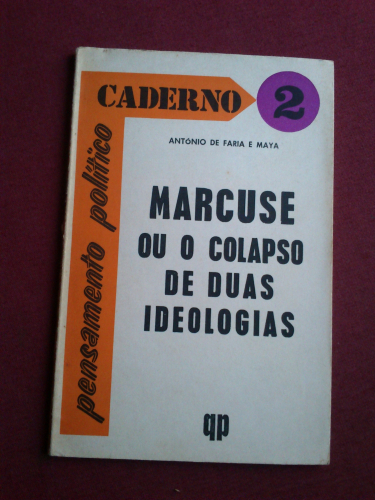 CADERNO 2
ANTÓNIO DE FARIA E MAYA
MARCUSE
OU O COLAPSO
DE DUAS
IDEOLOGIAS
pensamento político
qp